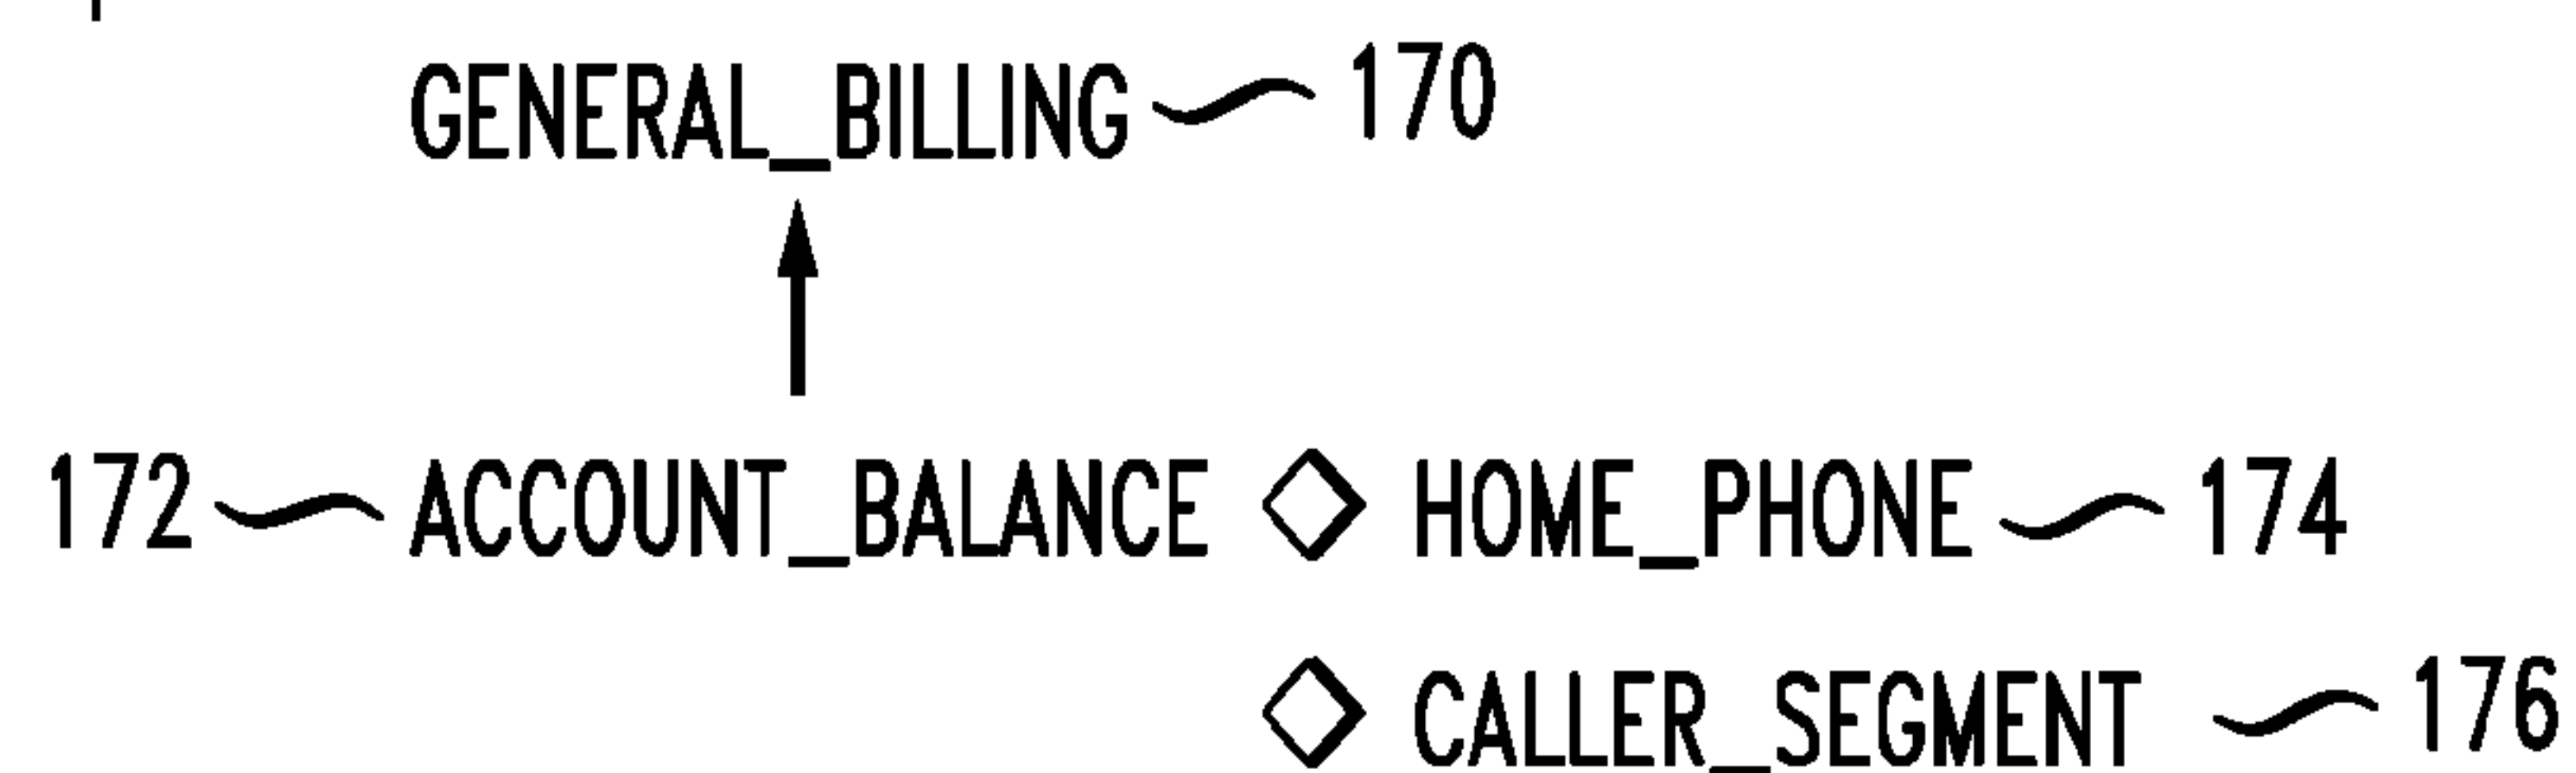 GENERAL_BILLING 170
172 ACCOUNT_BALANCE ◇ HOME_PHONE 174
◇ CALLER_SEGMENT 176